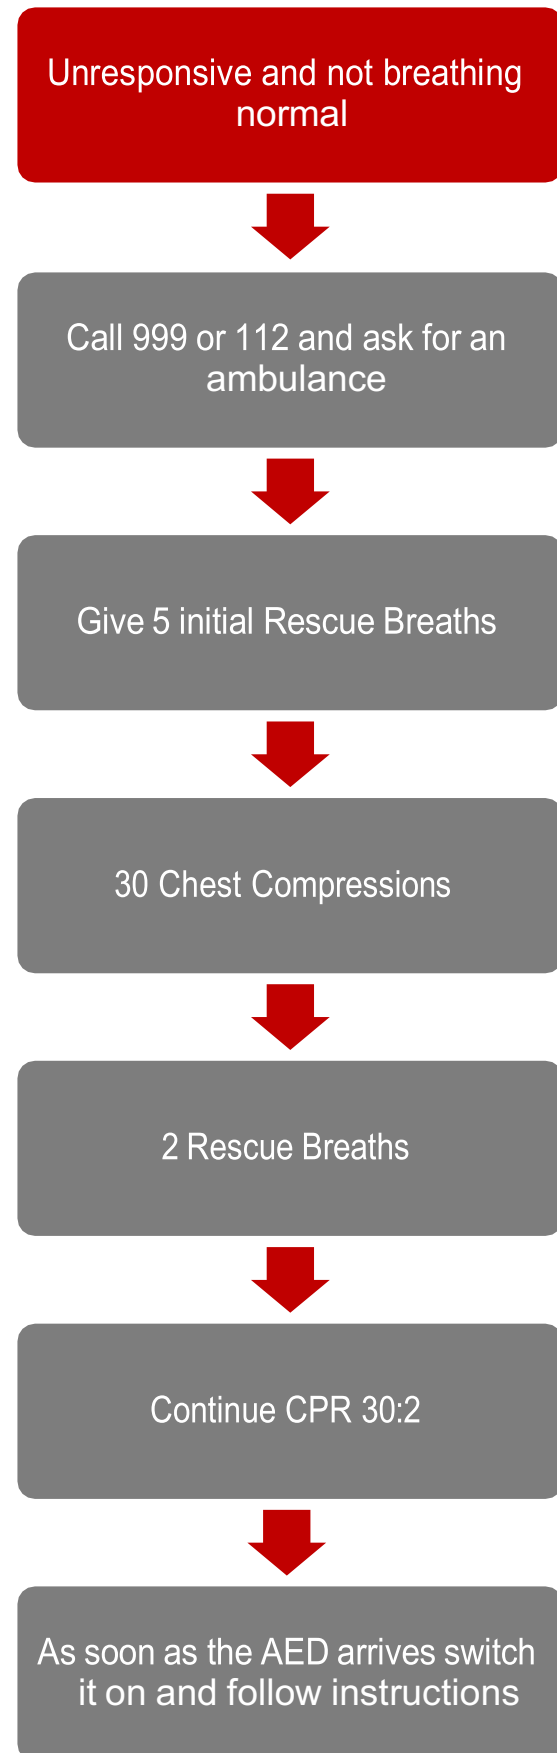 Unresponsive and not breathing
normal
Call 999 or 112 and ask for an
ambulance
Give 5 initial Rescue Breaths
30 Chest Compressions
2 Rescue Breaths
Continue CPR 30:2
As soon as the AED arrives switch
it on and follow instructions